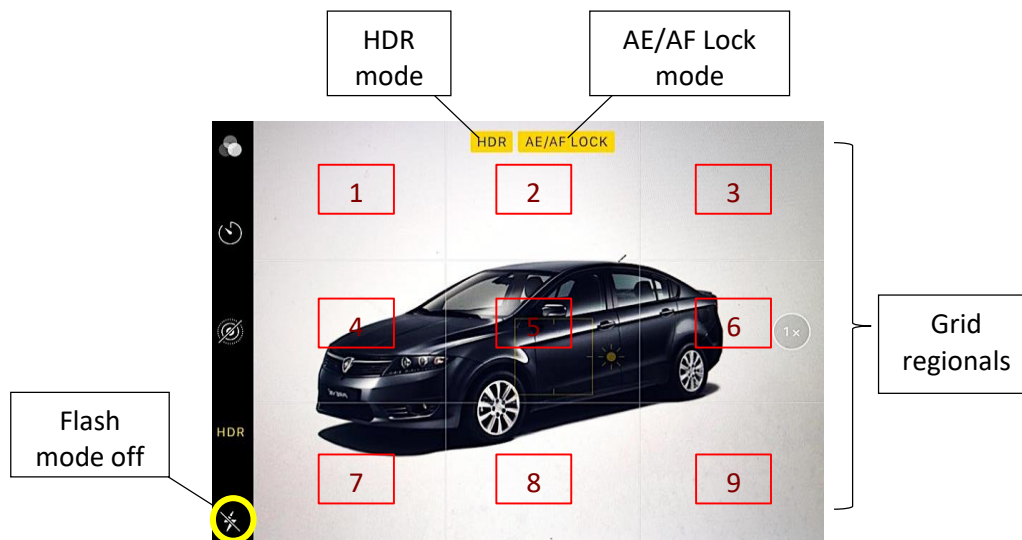 HDR
mode
AE/AF Lock
mode
HDR AE/AF LOCK
1 2 3
4 5 6
1×
Grid
regionals
Flash
mode off
HDR
7 8 9